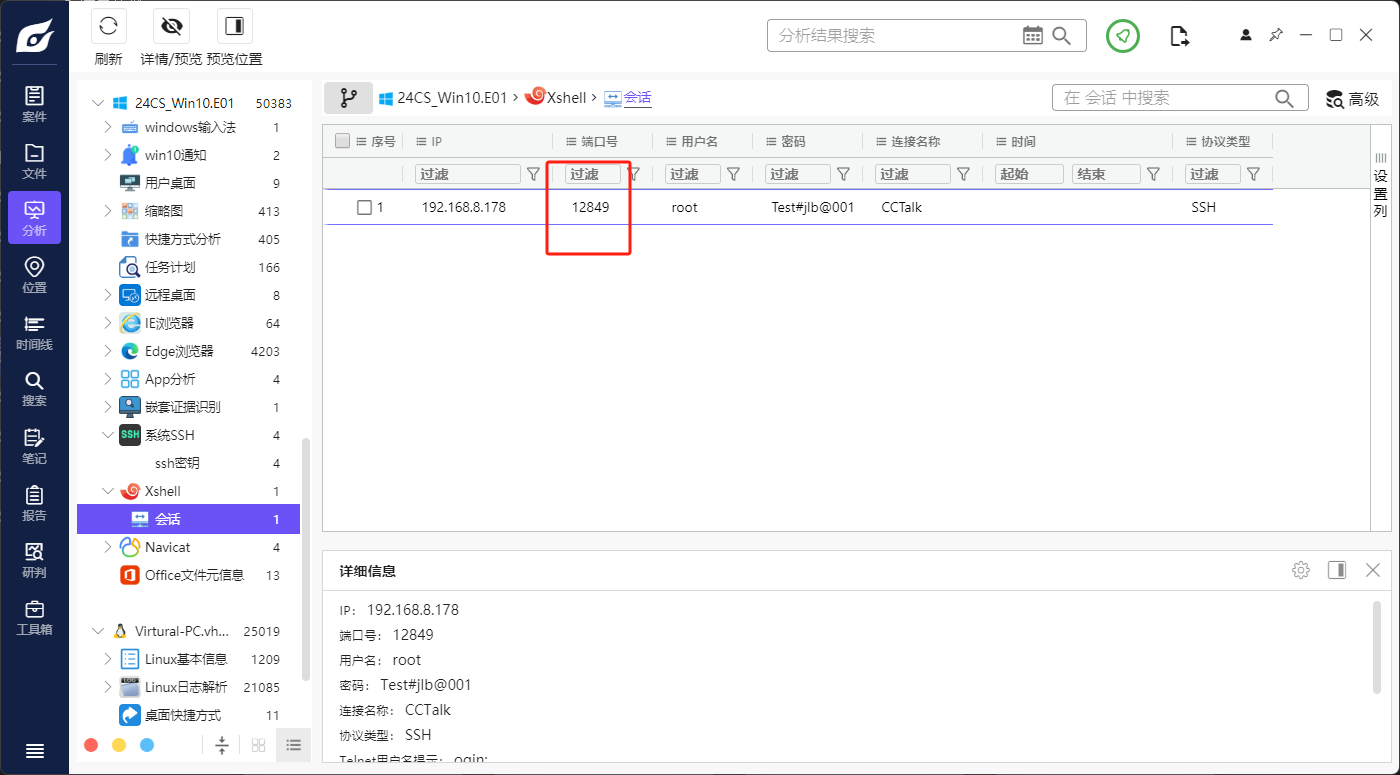 刷新
详情/预览
预览位置
分析结果搜索
案件
文件
分析
位置
时间线
搜索
笔记
报告
研判
工具箱
24CS_Win10.E01 50383
windows输入法 1
win10通知 2
用户桌面 9
缩略图 413
快捷方式分析 405
任务计划 166
远程桌面 8
IE浏览器 64
Edge浏览器 4203
App分析 4
嵌套证据识别 1
SSH 系统SSH 4
ssh密钥 4
Xshell 1
会话 1
Navicat 4
Office文件元信息 13
Virtural-PC.vh... 25019
Linux基本信息 1209
LOG Linux日志解析 21085
桌面快捷方式 11
24CS_Win10.E01 › Xshell › 会话
在 会话 中搜索
高级
序号 IP 端口号 用户名 密码 连接名称 时间 协议类型
过滤 过滤 过滤 过滤 过滤 起始 结束 过滤
1 192.168.8.178 12849 root Test#jlb@001 CCTalk SSH
设置列
详细信息
IP: 192.168.8.178
端口号: 12849
用户名: root
密码: Test#jlb@001
连接名称: CCTalk
协议类型: SSH
Telnet用户名提示: ogin: